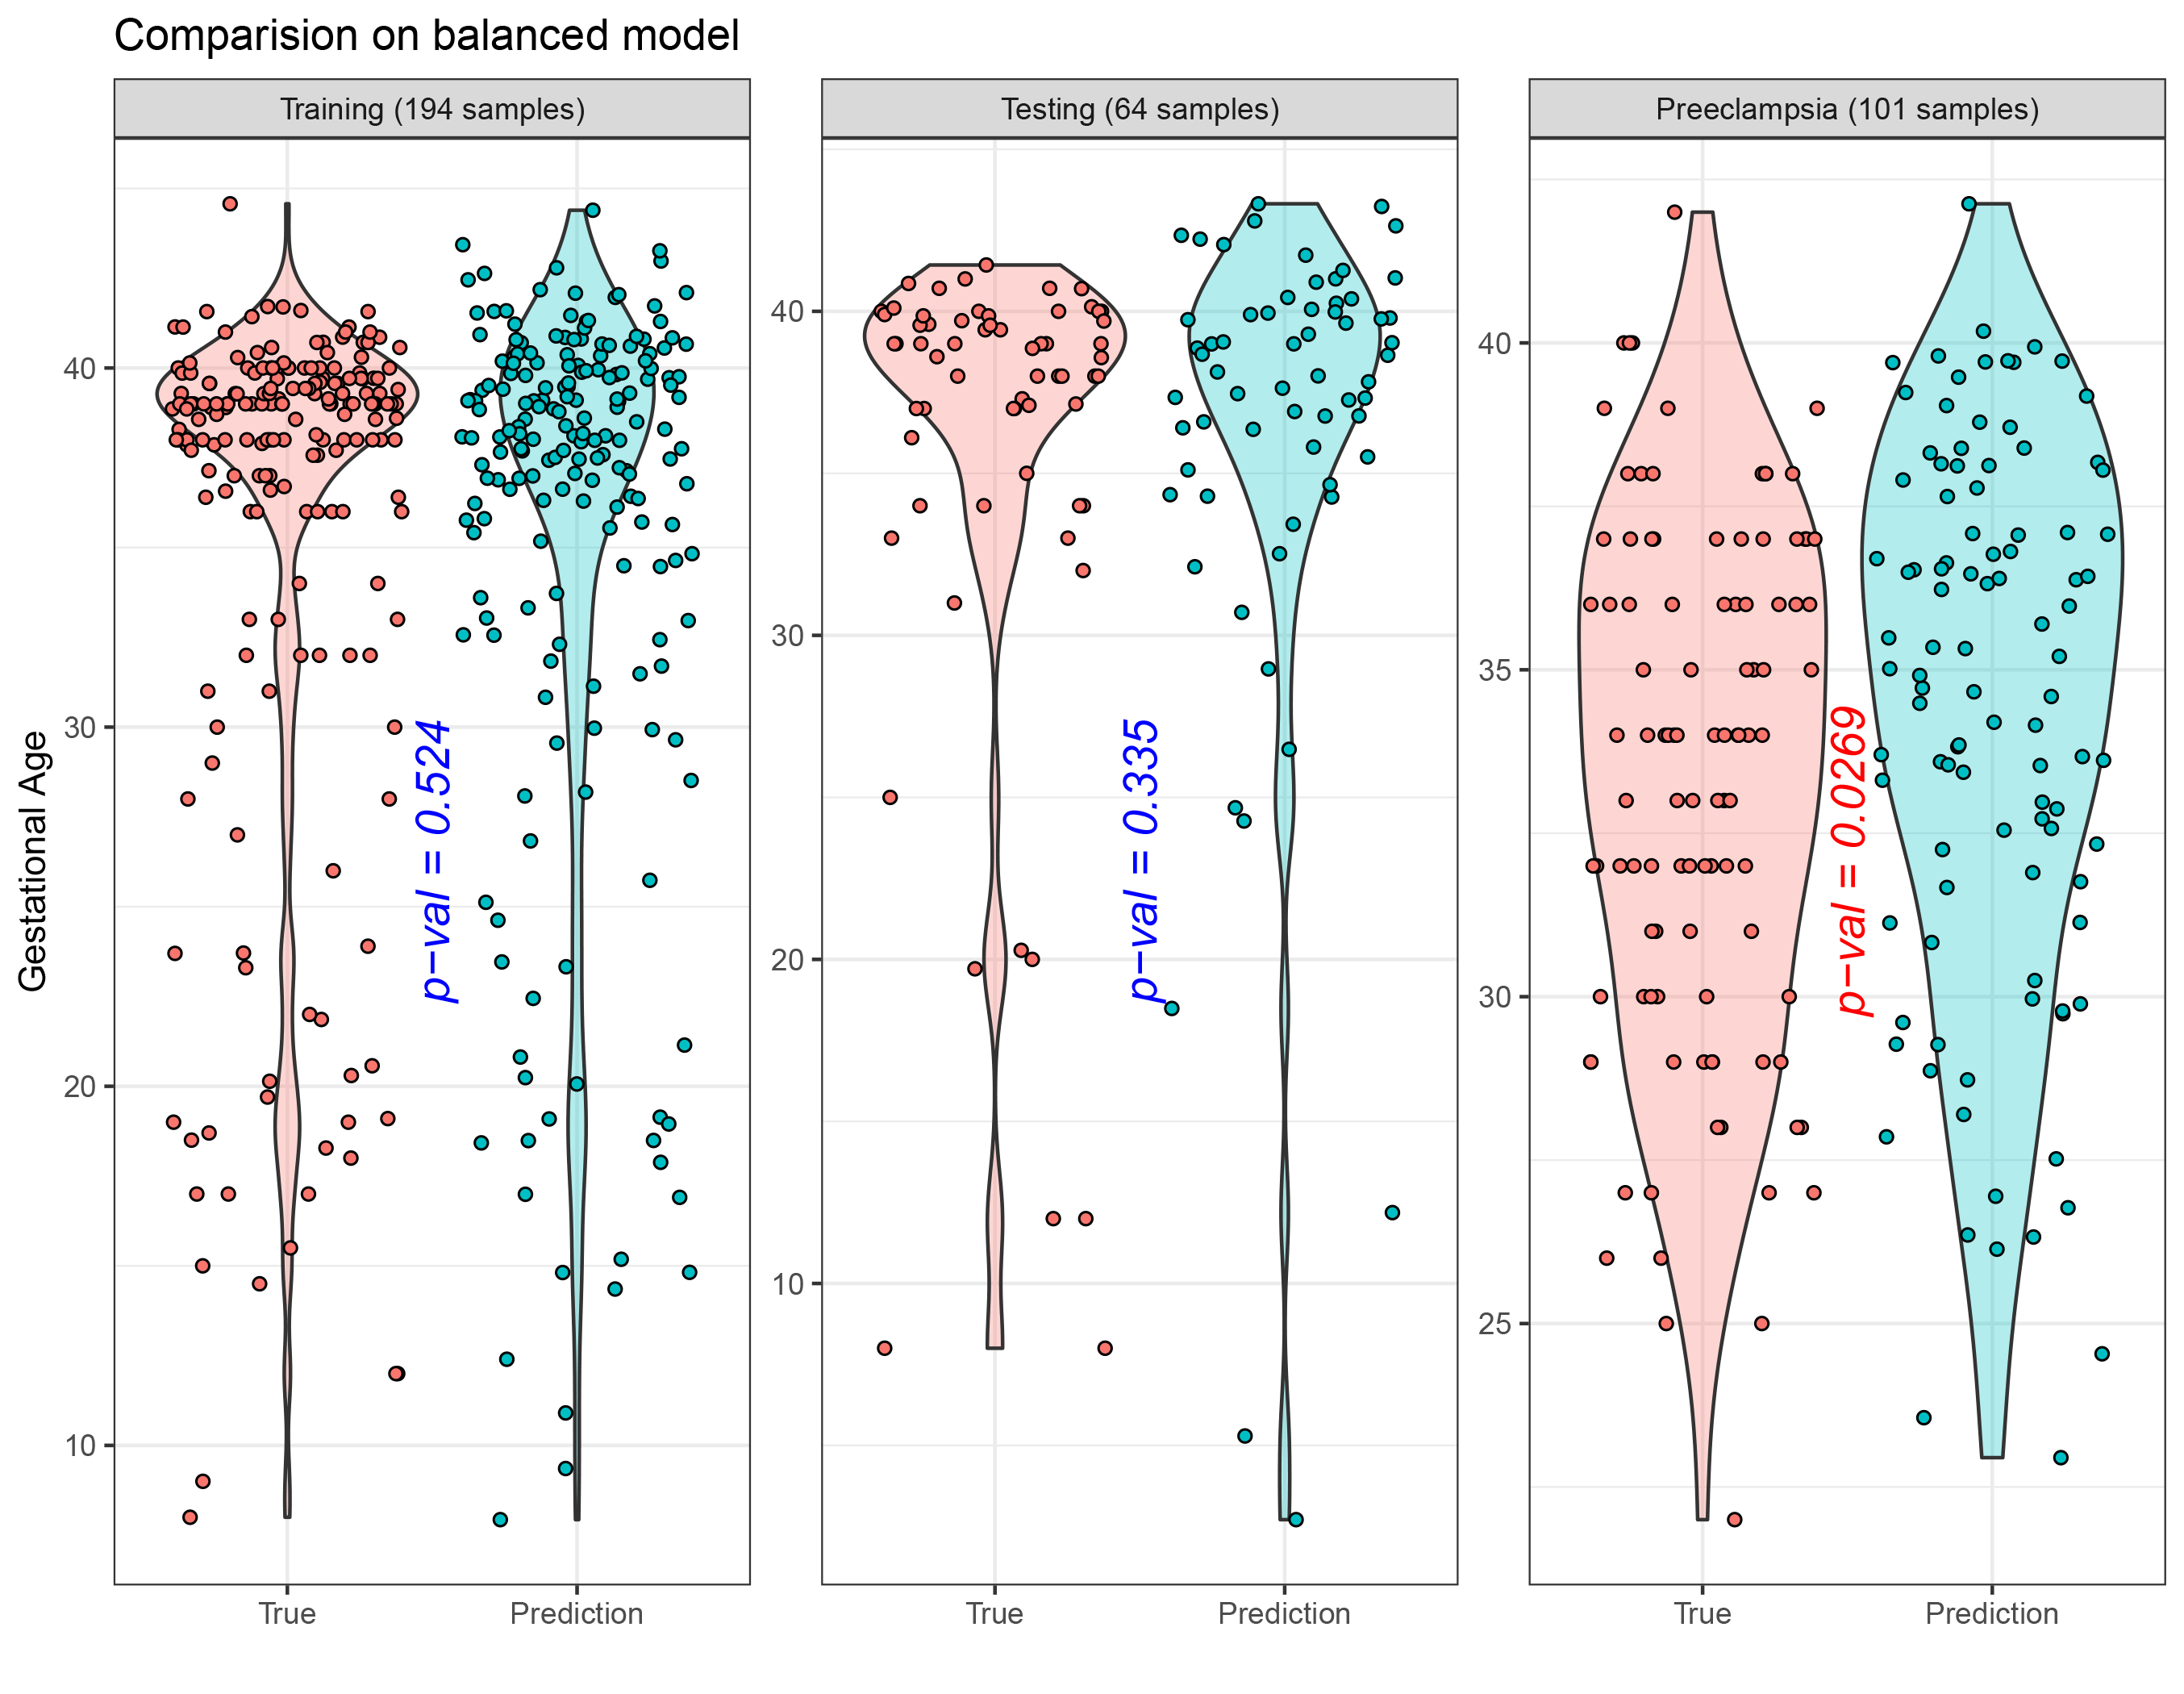 Comparision on balanced model
Training (194 samples)
Testing (64 samples)
Preeclampsia (101 samples)
Gestational Age
40
30
20
10
p−val = 0.524
True
Prediction
40
30
20
10
p−val = 0.335
True
Prediction
40
35
30
25
p−val = 0.0269
True
Prediction